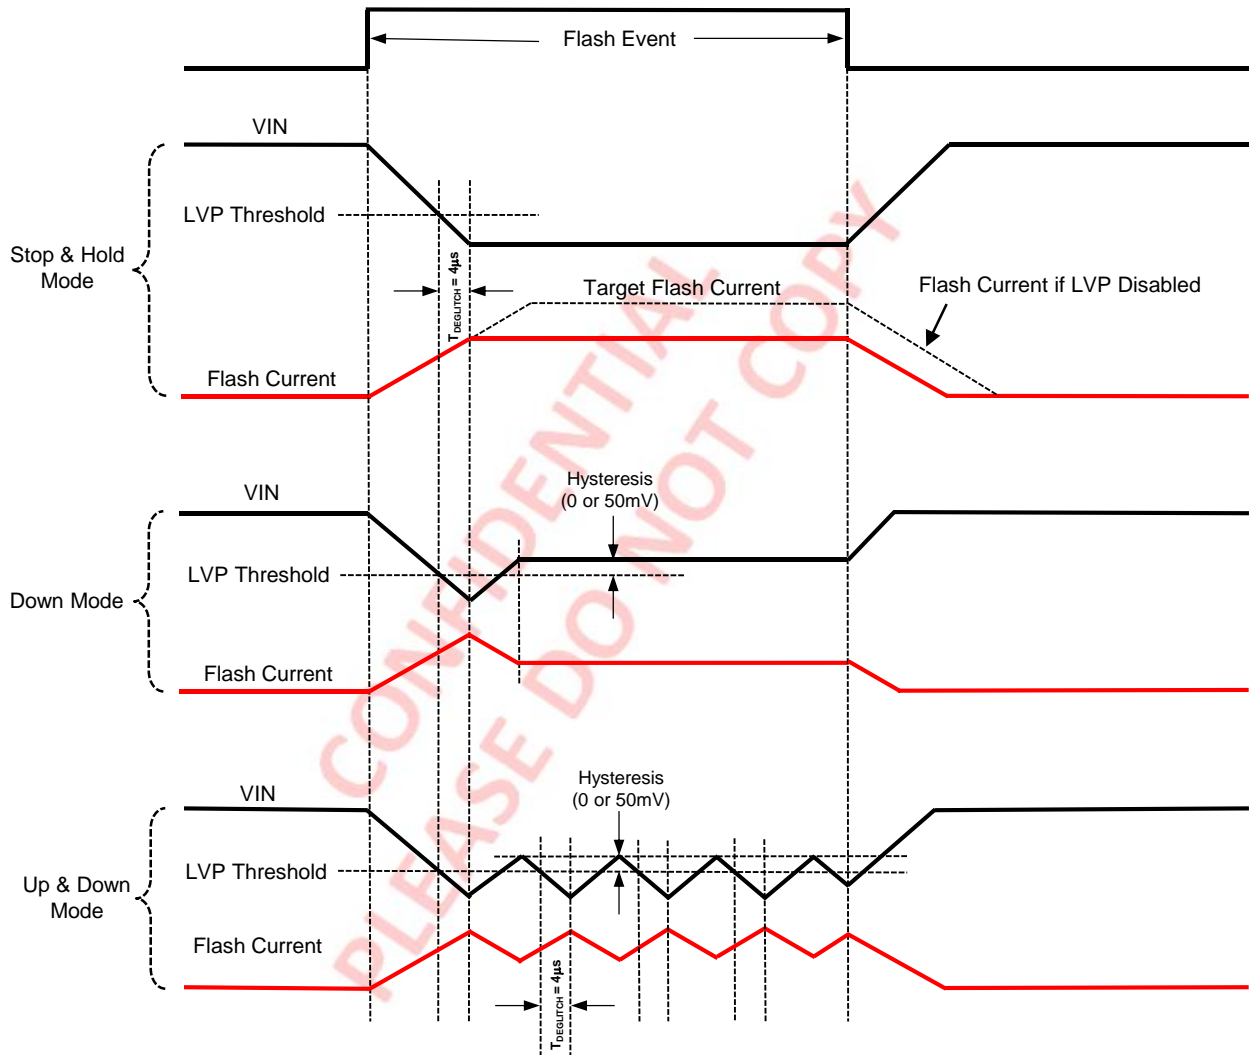 Flash Event
VIN
LVP Threshold
Stop & Hold
Mode
T_DEGLITCH = 4µs
Target Flash Current
Flash Current if LVP Disabled
Flash Current
VIN
Hysteresis
(0 or 50mV)
LVP Threshold
Down Mode
Flash Current
VIN
Hysteresis
(0 or 50mV)
LVP Threshold
Up & Down
Mode
Flash Current
T_DEGLITCH = 4µs
CONFIDENTIAL
PLEASE DO NOT COPY